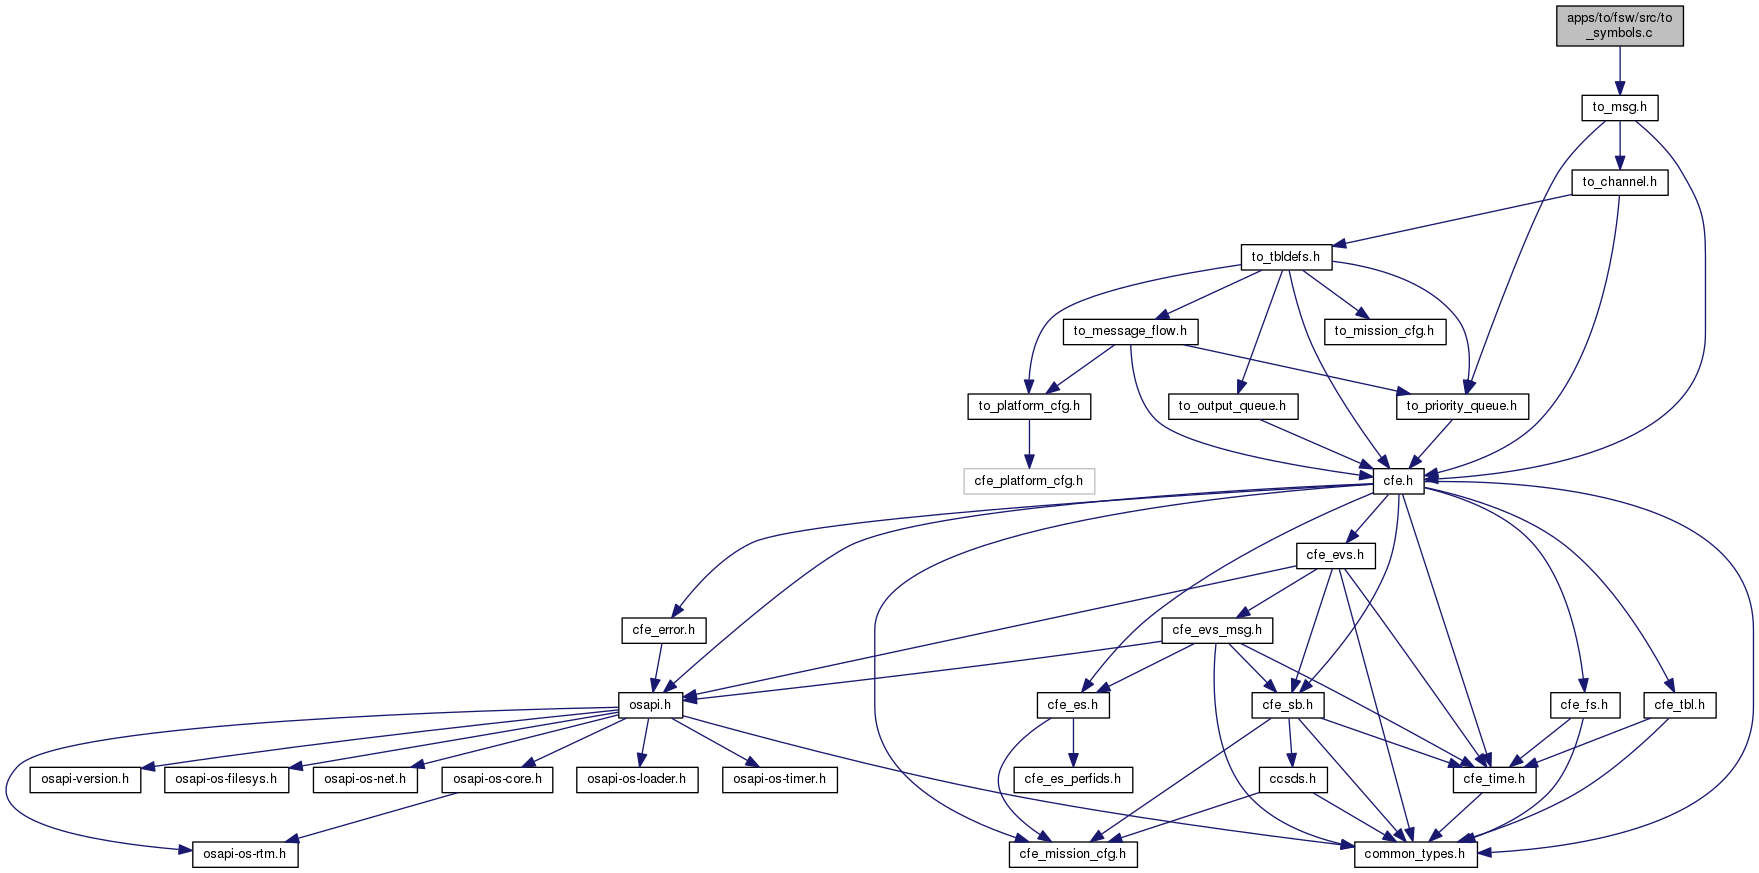 apps/to/fsw/src/to
_symbols.c
to_msg.h
to_channel.h
to_tbldefs.h
to_message_flow.h
to_mission_cfg.h
to_platform_cfg.h
to_output_queue.h
to_priority_queue.h
cfe_platform_cfg.h
cfe.h
cfe_evs.h
cfe_error.h
cfe_evs_msg.h
osapi.h
cfe_es.h
cfe_sb.h
cfe_fs.h
cfe_tbl.h
osapi-version.h
osapi-os-filesys.h
osapi-os-net.h
osapi-os-core.h
osapi-os-loader.h
osapi-os-timer.h
cfe_es_perfids.h
ccsds.h
cfe_time.h
osapi-os-rtm.h
cfe_mission_cfg.h
common_types.h